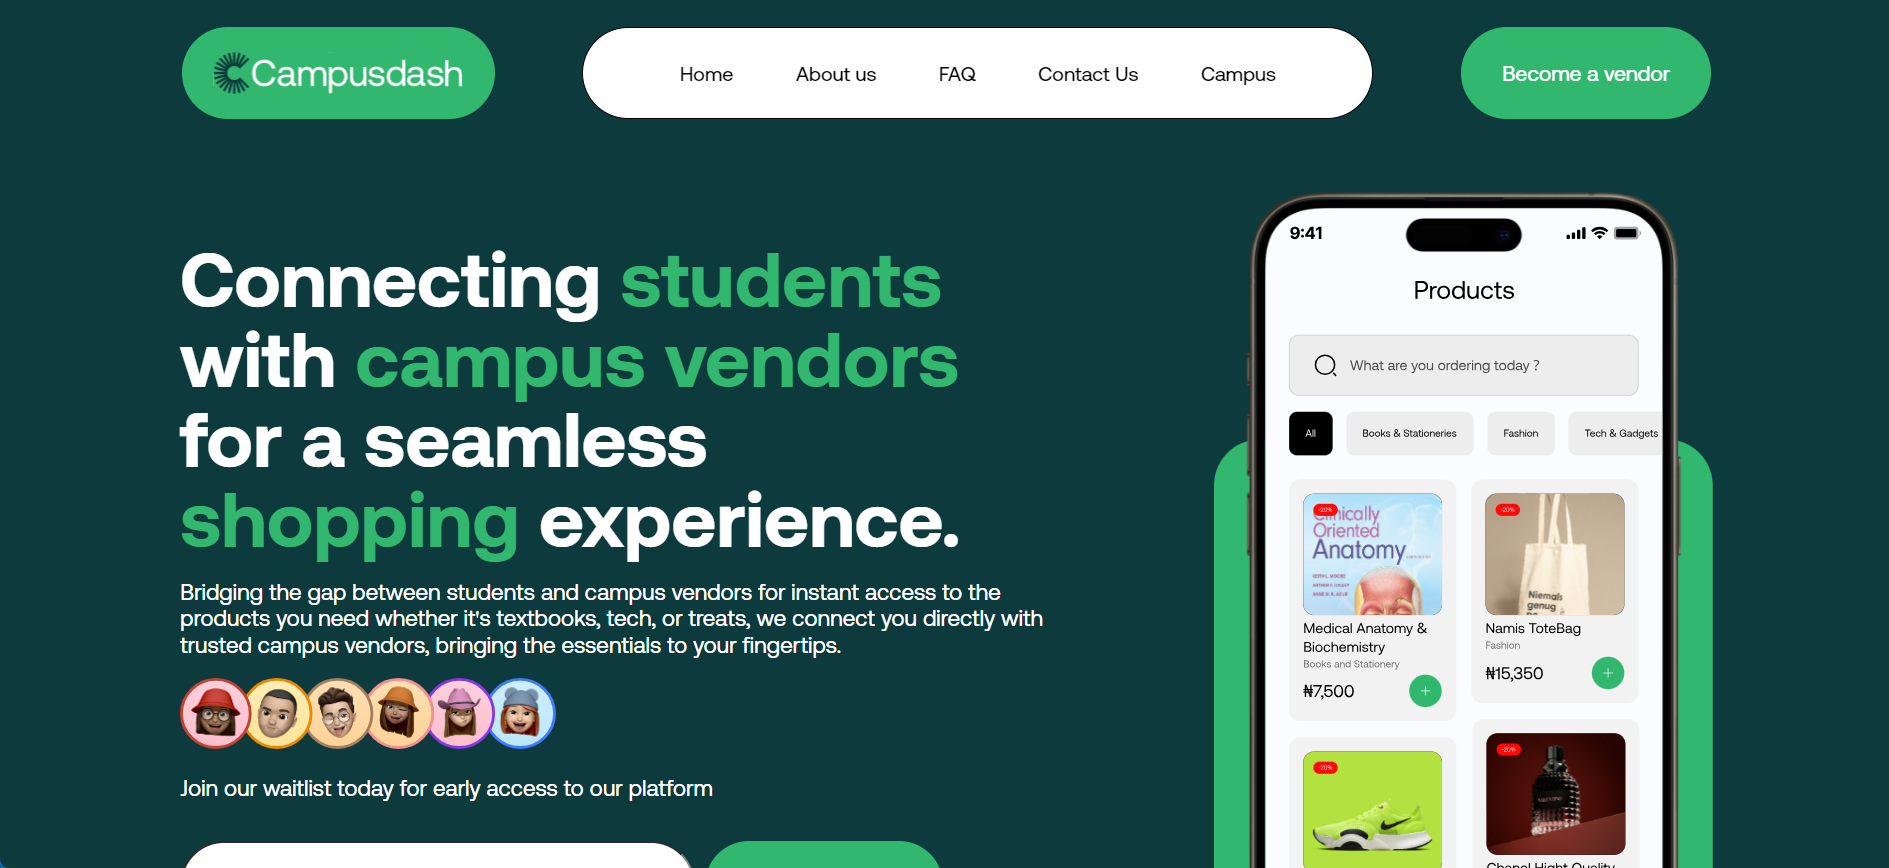 Campusdash
Home
About us
FAQ
Contact Us
Campus
Become a vendor
Connecting students
with campus vendors
for a seamless
shopping experience.
Bridging the gap between students and campus vendors for instant access to the
products you need whether it's textbooks, tech, or treats, we connect you directly with
trusted campus vendors, bringing the essentials to your fingertips.
Join our waitlist today for early access to our platform
9:41
Products
What are you ordering today ?
All
Books & Stationeries
Fashion
Tech & Gadgets
-20%
Clinically
Oriented
Anatomy
Medical Anatomy &
Biochemistry
Books and Stationery
₦7,500
-20%
Niemals
genug
Namis ToteBag
Fashion
₦15,350
-20%
-20%
VALENTINO
Chanel Hight Quality